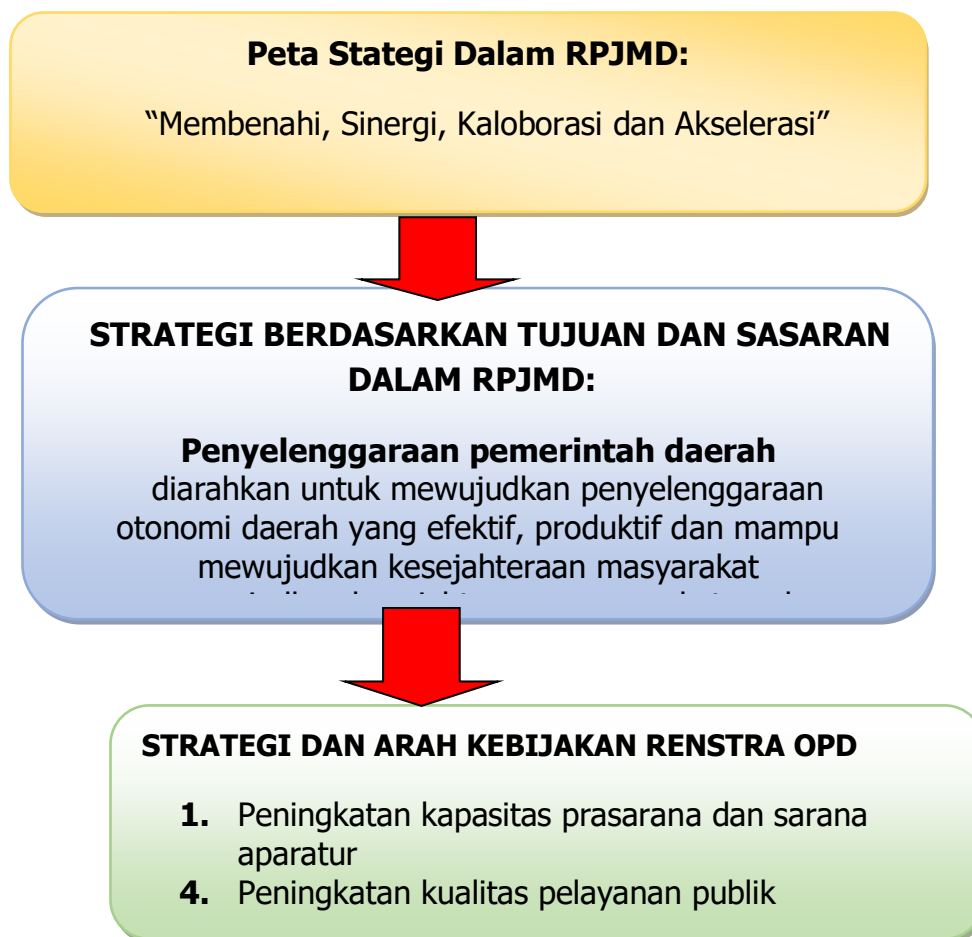 Peta Stategi Dalam RPJMD:
“Membenahi, Sinergi, Kaloborasi dan Akselerasi”
STRATEGI BERDASARKAN TUJUAN DAN SASARAN
DALAM RPJMD:
Penyelenggaraan pemerintah daerah
diarahkan untuk mewujudkan penyelenggaraan
otonomi daerah yang efektif, produktif dan mampu
mewujudkan kesejahteraan masyarakat
STRATEGI DAN ARAH KEBIJAKAN RENSTRA OPD
1. Peningkatan kapasitas prasarana dan sarana
aparatur
4. Peningkatan kualitas pelayanan publik